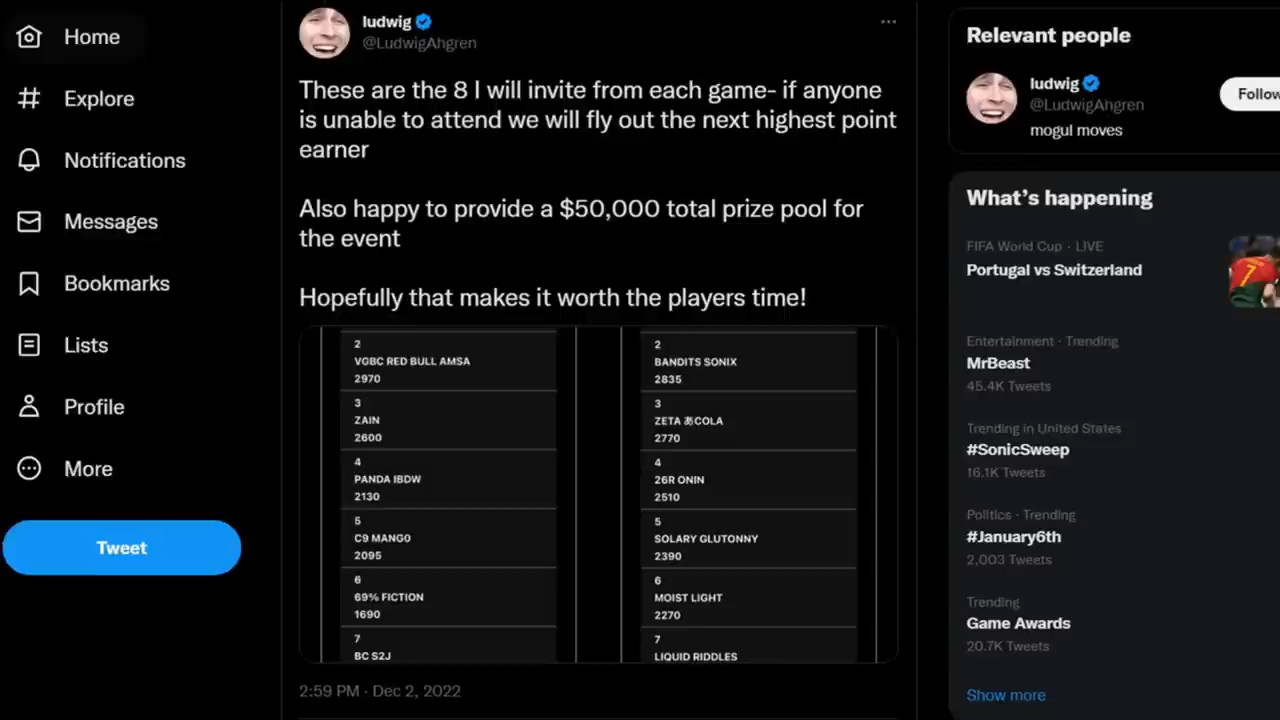 Home
Explore
Notifications
Messages
Bookmarks
Lists
Profile
More
Tweet
ludwig
@LudwigAhgren
These are the 8 I will invite from each game- if anyone
is unable to attend we will fly out the next highest point
earner
Also happy to provide a $50,000 total prize pool for
the event
Hopefully that makes it worth the players time!
2
VGBC RED BULL AMSA
2970
3
ZAIN
2600
4
PANDA IBDW
2130
5
C9 MANGO
2095
6
69% FICTION
1690
7
BC S2J
2
BANDITS SONIX
2835
3
ZETA あCOLA
2770
4
26R ONIN
2510
5
SOLARY GLUTONNY
2390
6
MOIST LIGHT
2270
7
LIQUID RIDDLES
2:59 PM · Dec 2, 2022
Relevant people
ludwig
@LudwigAhgren
mogul moves
Follow
What's happening
FIFA World Cup · LIVE
Portugal vs Switzerland
7
Entertainment · Trending
MrBeast
45.4K Tweets
Trending in United States
#SonicSweep
16.1K Tweets
Politics · Trending
#January6th
2,003 Tweets
Trending
Game Awards
20.7K Tweets
Show more